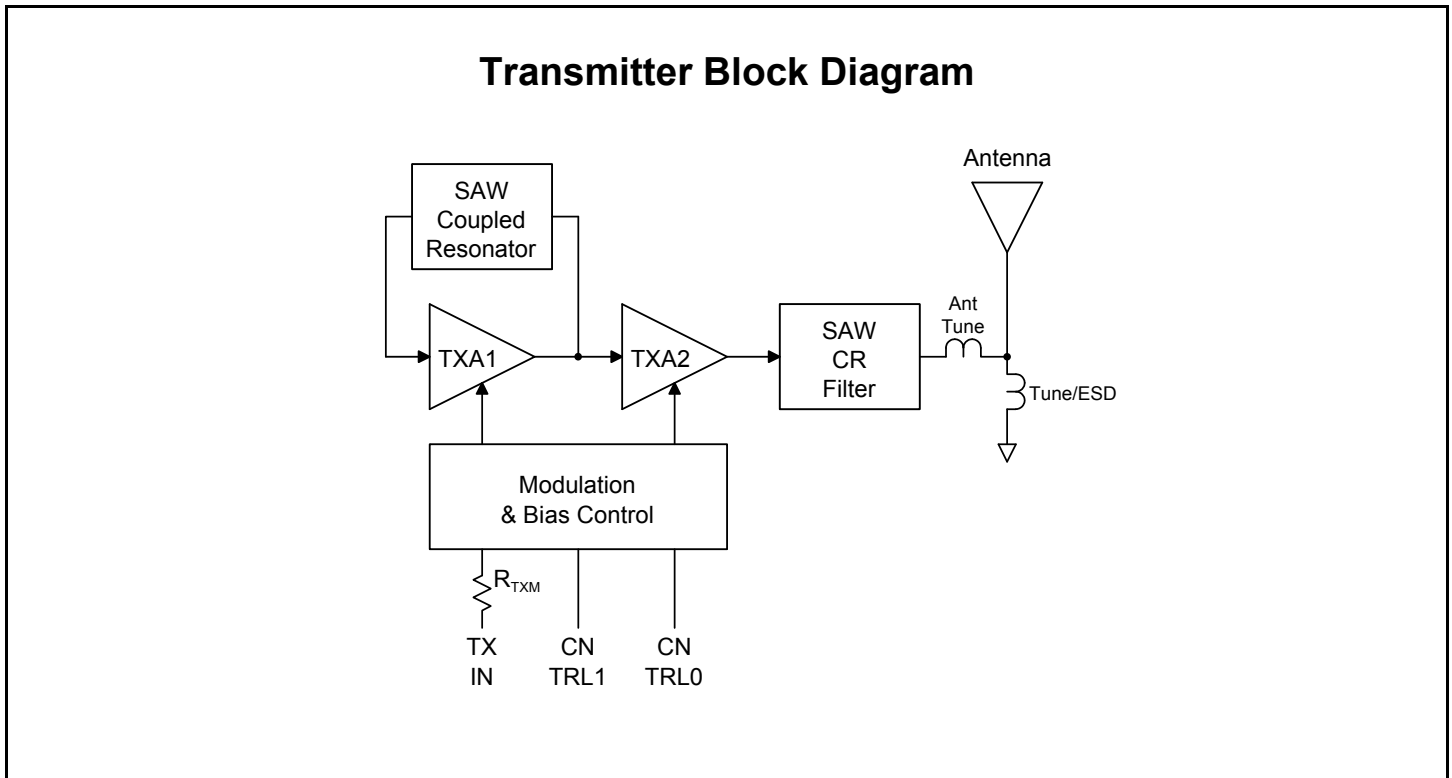 Transmitter Block Diagram
Antenna
SAW
Coupled
Resonator
Ant
Tune
TXA1
TXA2
SAW
CR
Filter
Tune/ESD
Modulation
& Bias Control
RTXM
TX
IN
CN
TRL1
CN
TRL0